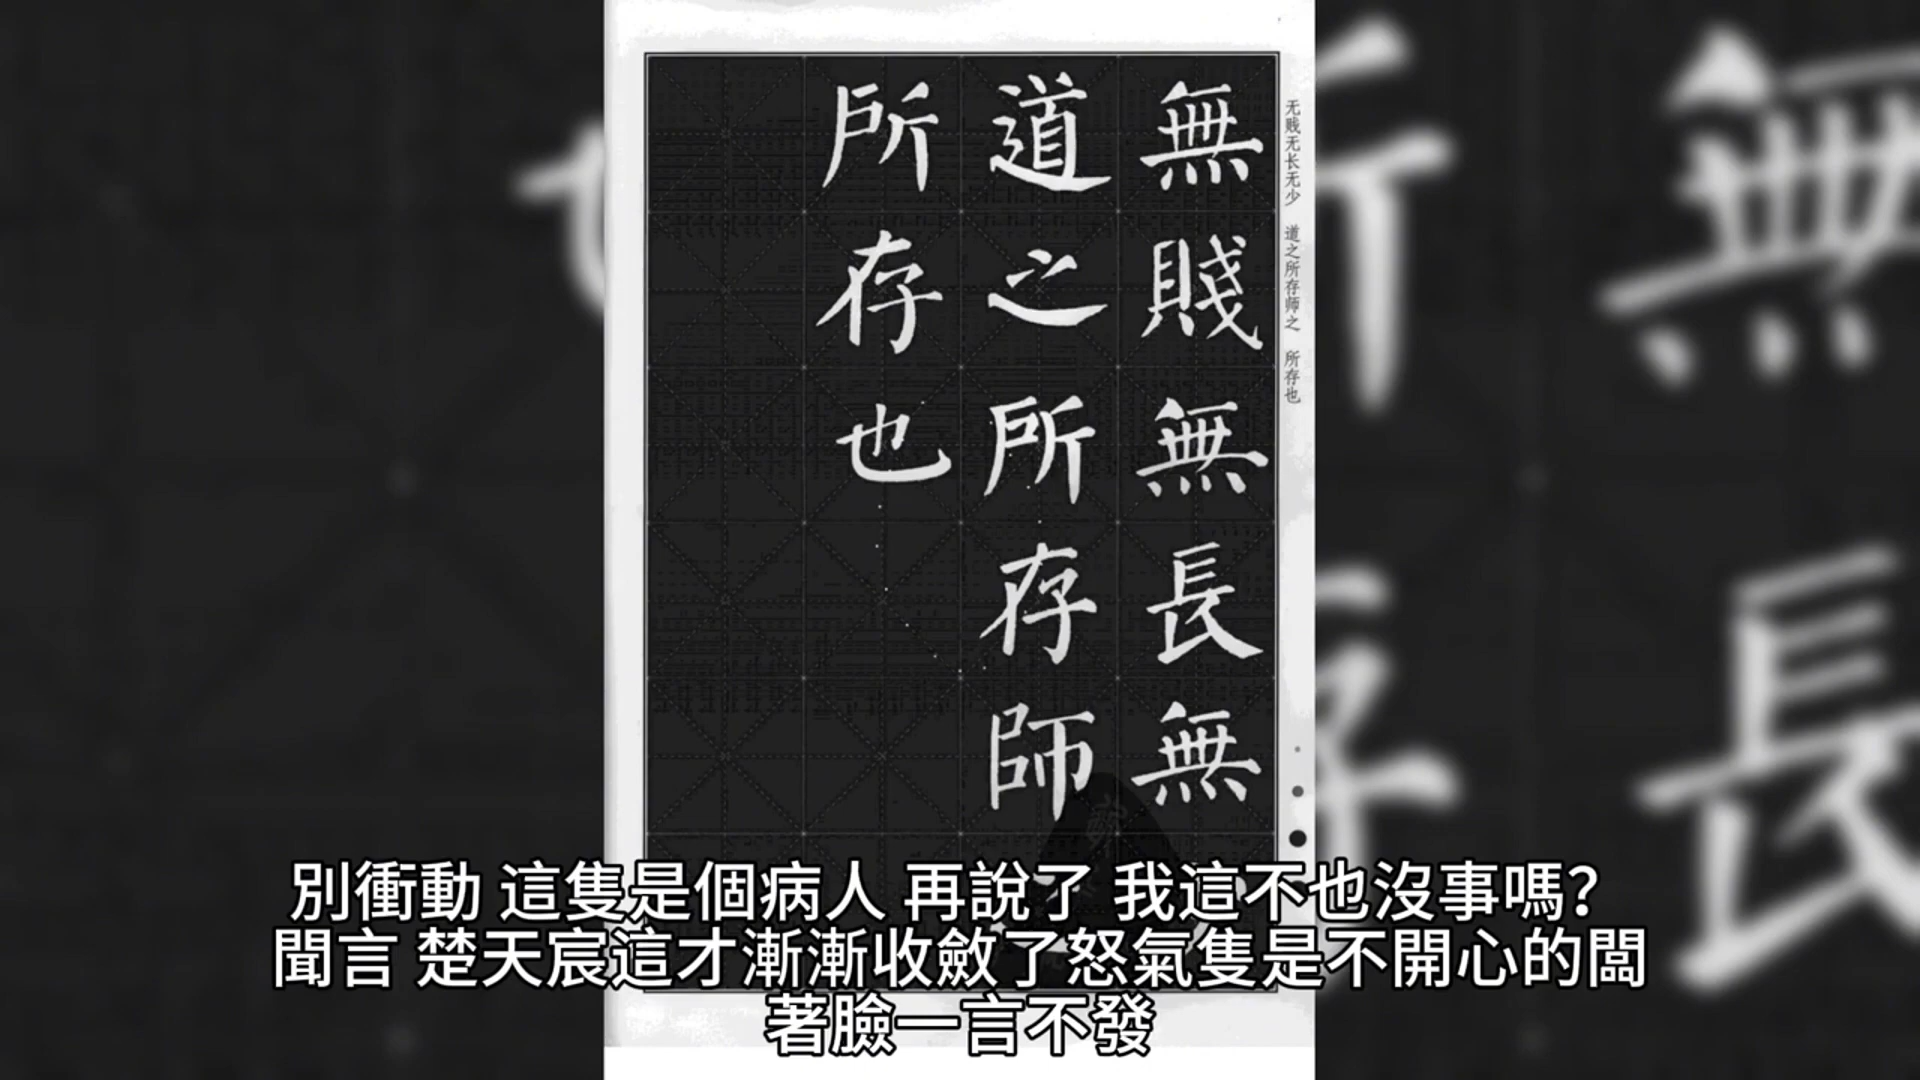 無賤無長無
道之所存師
所存也
无贱无长无少 道之所存师之 所存也
別衝動 這隻是個病人 再說了 我這不也沒事嗎?
聞言 楚天宸這才漸漸收斂了怒氣隻是不開心的闆
著臉一言不發